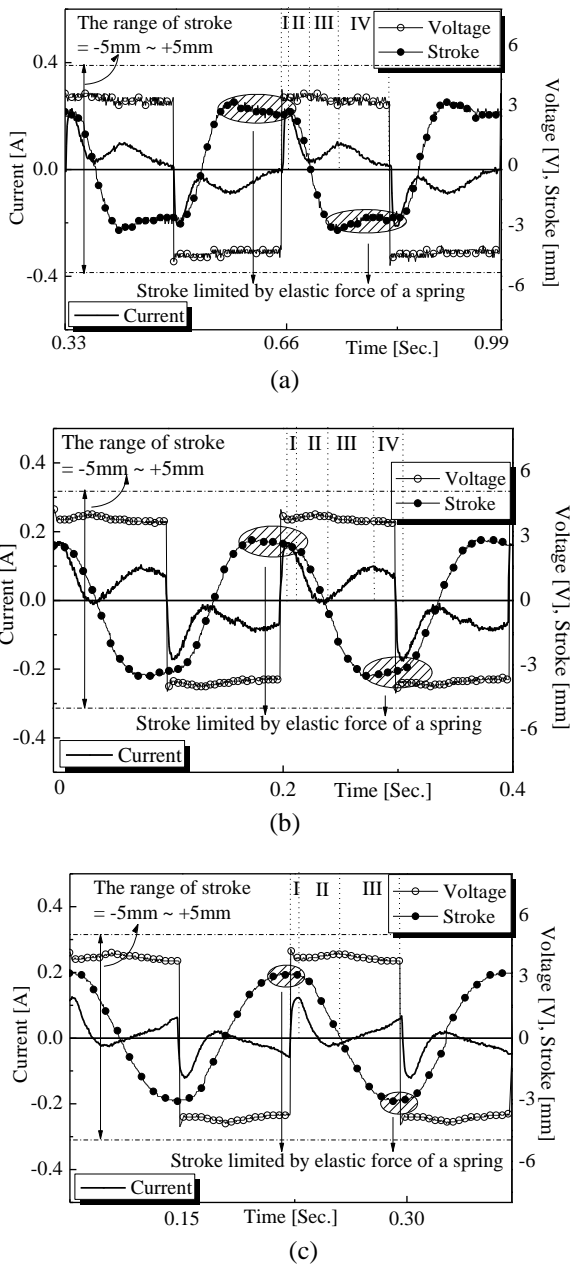 The range of stroke
= -5mm ~ +5mm
I II III IV
Voltage
Stroke
Current [A]
0.4
0.0
-0.4
6
3
0
-3
-6
Voltage [V], Stroke [mm]
Stroke limited by elastic force of a spring
Current
0.33 0.66 0.99
Time [Sec.]
(a)
The range of stroke
= -5mm ~ +5mm
I II III IV
Voltage
Stroke
Current [A]
0.4
0.2
0.0
-0.2
-0.4
6
3
0
-3
-6
Voltage [V], Stroke [mm]
Stroke limited by elastic force of a spring
Current
0 0.2 0.4
Time [Sec.]
(b)
The range of stroke
= -5mm ~ +5mm
I II III
Voltage
Stroke
Current [A]
0.4
0.2
0.0
-0.2
-0.4
6
3
0
-3
-6
Voltage [V], Stroke [mm]
Stroke limited by elastic force of a spring
Current
0.15 0.30
Time [Sec.]
(c)